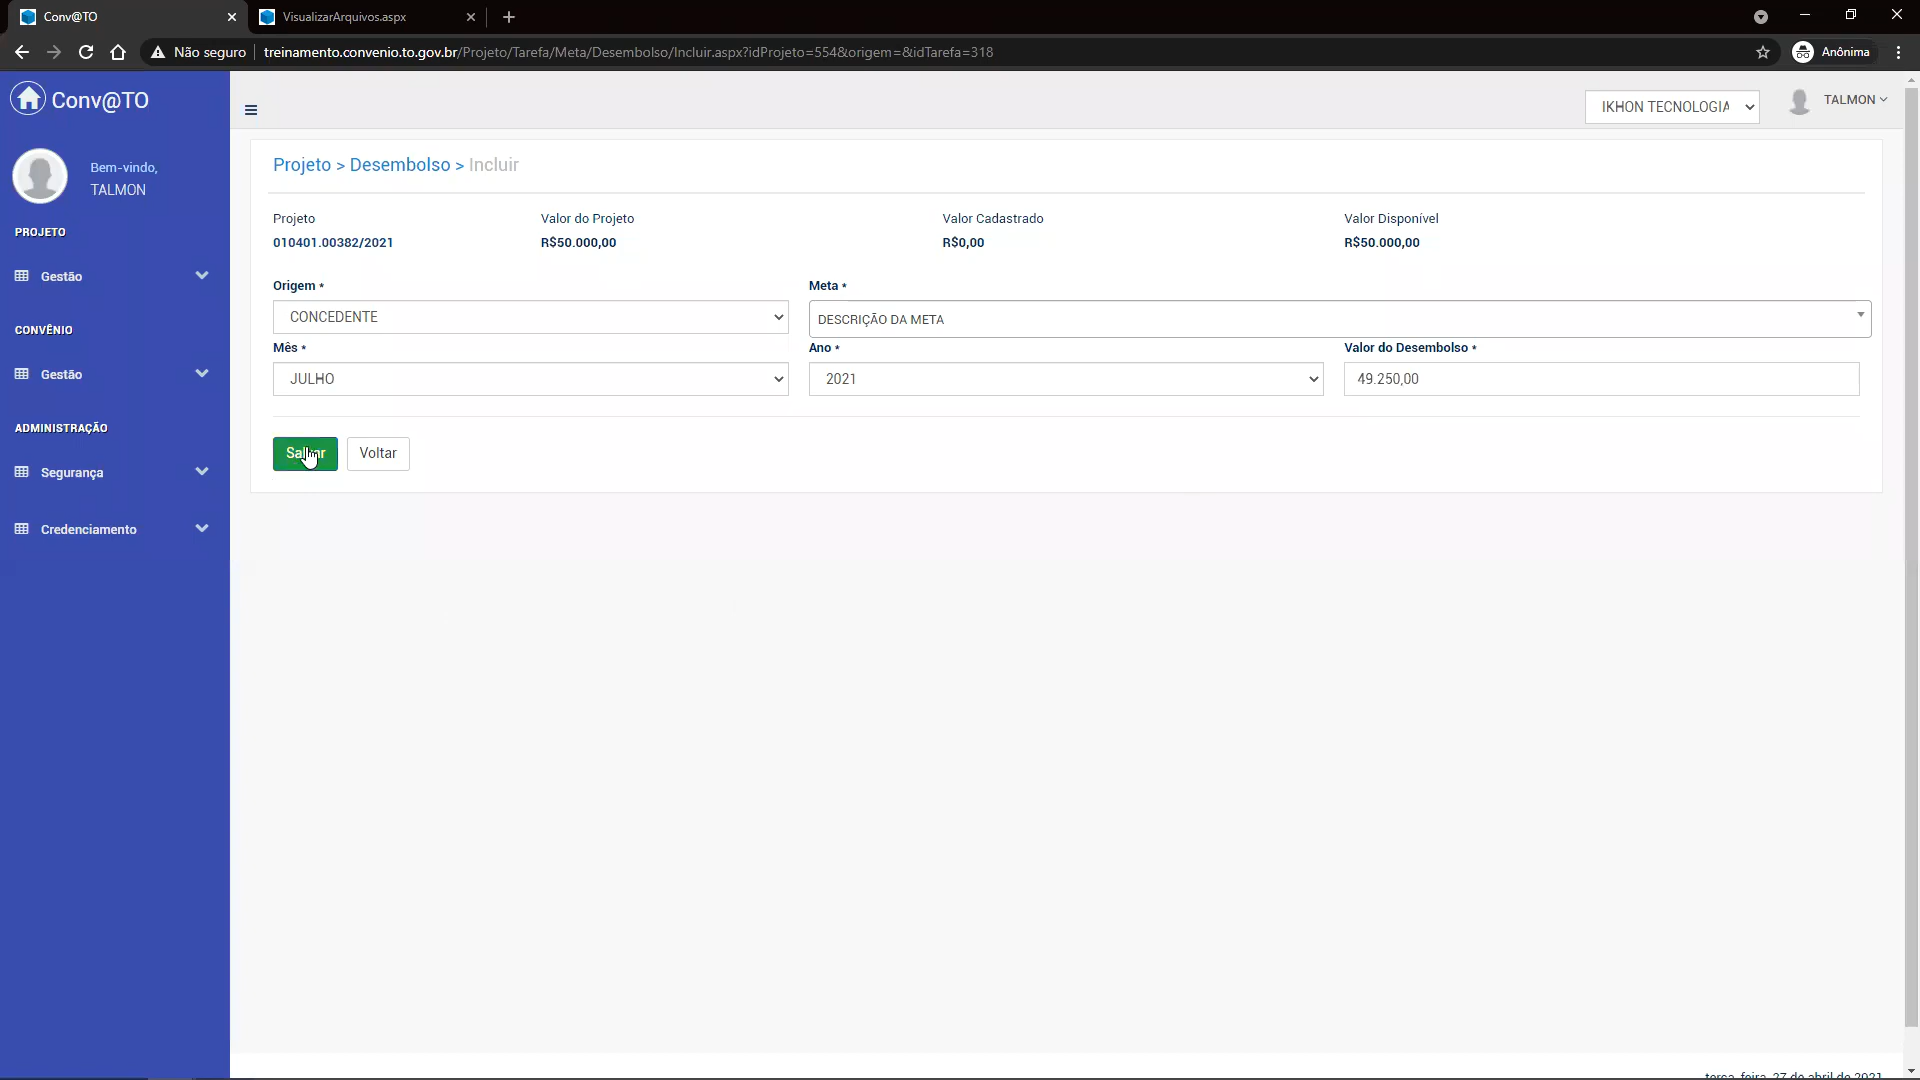 Conv@TO
VisualizarArquivos.aspx
Não seguro
treinamento.convenio.to.gov.br/Projeto/Tarefa/Meta/Desembolso/Incluir.aspx?idProjeto=554&origem=&idTarefa=318
Anônima
Conv@TO
IKHON TECNOLOGIA
TALMON
Bem-vindo,
TALMON
PROJETO
Gestão
CONVÊNIO
Gestão
ADMINISTRAÇÃO
Segurança
Credenciamento
Projeto > Desembolso > Incluir
Projeto
Valor do Projeto
Valor Cadastrado
Valor Disponível
010401.00382/2021
R$50.000,00
R$0,00
R$50.000,00
Origem *
Meta *
CONCEDENTE
DESCRIÇÃO DA META
Mês *
Ano *
Valor do Desembolso *
JULHO
2021
49.250,00
Salvar
Voltar
terça-feira, 27 de abril de 2021